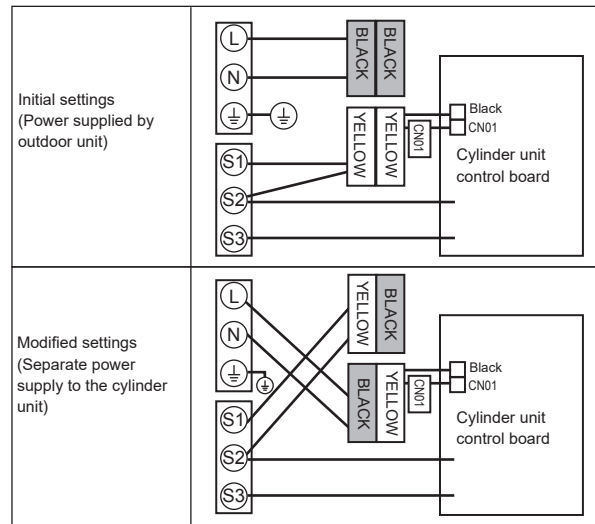 Initial settings
(Power supplied by
outdoor unit)
L
N
S1
S2
S3
BLACK
BLACK
YELLOW
YELLOW
CN01
Black
CN01
Cylinder unit
control board
Modified settings
(Separate power
supply to the cylinder
unit)
L
N
S1
S2
S3
YELLOW
BLACK
BLACK
YELLOW
CN01
Black
CN01
Cylinder unit
control board